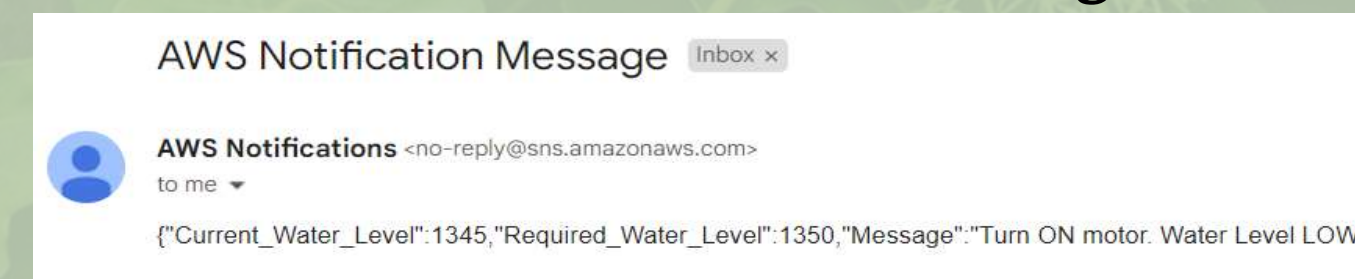 AWS Notification Message Inbox ×
AWS Notifications <no-reply@sns.amazonaws.com>
to me
{"Current_Water_Level":1345,"Required_Water_Level":1350,"Message":"Turn ON motor. Water Level LOW